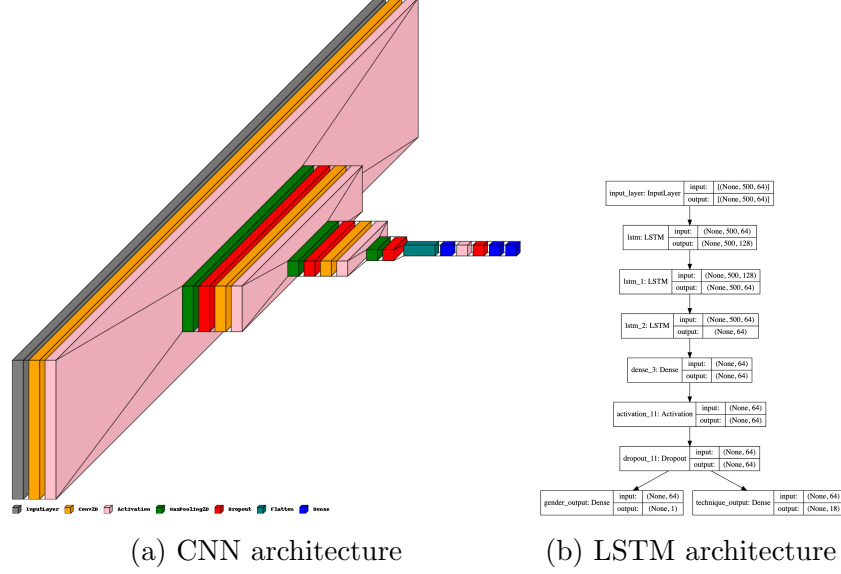 input_layer: InputLayer input: [(None, 500, 64)]
output: [(None, 500, 64)]
lstm: LSTM input: (None, 500, 64)
output: (None, 500, 128)
lstm_1: LSTM input: (None, 500, 128)
output: (None, 500, 64)
lstm_2: LSTM input: (None, 500, 64)
output: (None, 64)
dense_3: Dense input: (None, 64)
output: (None, 64)
activation_11: Activation input: (None, 64)
output: (None, 64)
dropout_11: Dropout input: (None, 64)
output: (None, 64)
gender_output: Dense input: (None, 64)
output: (None, 1)
technique_output: Dense input: (None, 64)
output: (None, 18)
InputLayer Conv2D Activation MaxPooling2D Dropout Flatten Dense
(a) CNN architecture
(b) LSTM architecture